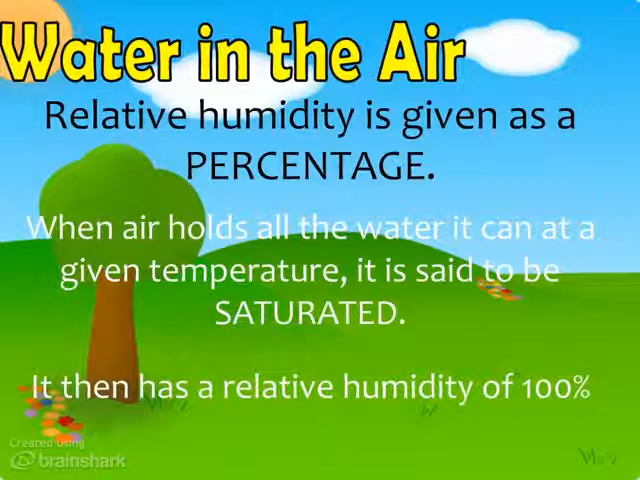 Water in the Air
Relative humidity is given as a
PERCENTAGE.
When air holds all the water it can at a
given temperature, it is said to be
SATURATED.
It then has a relative humidity of 100%
Created using
brainshark